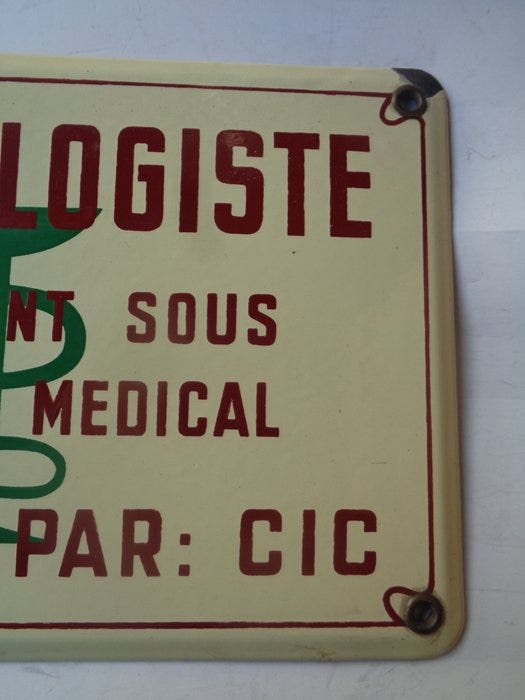 LOGISTE
NT SOUS
MEDICAL
PAR: CIC